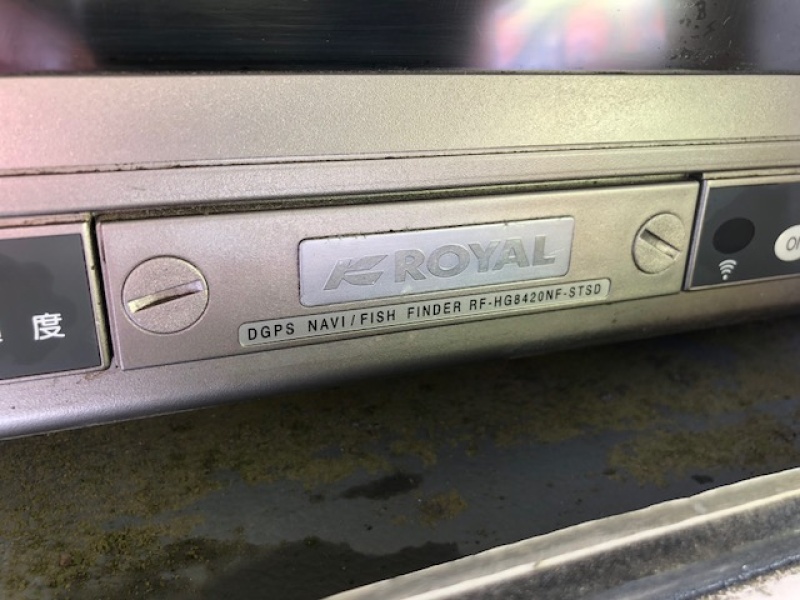 ROYAL
DGPS NAVI/FISH FINDER RF-HG8420NF-STSD
度